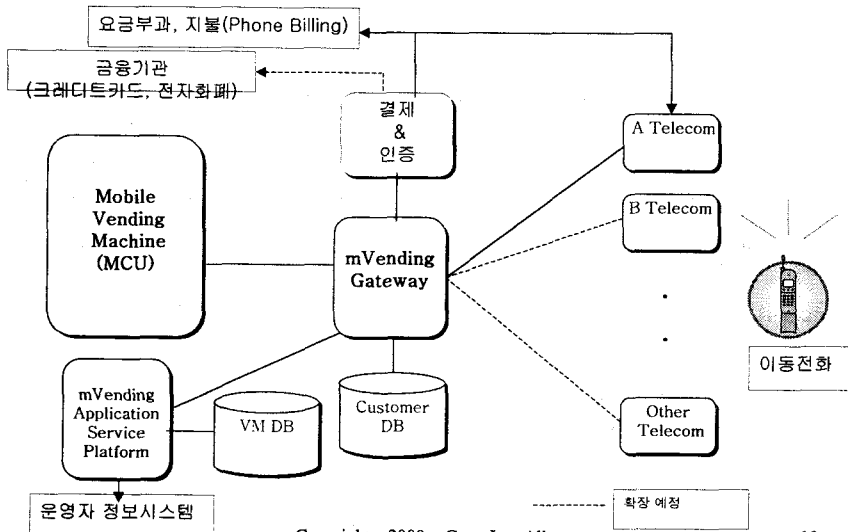 요금부과, 지불(Phone Billing)
금융기관
(크레디트카드, 전자화폐)
결제
&
인증
A Telecom
B Telecom
Mobile
Vending
Machine
(MCU)
mVending
Gateway
이동전화
mVending
Application
Service
Platform
VM DB
Customer
DB
Other
Telecom
운영자 정보시스템
확장 예정